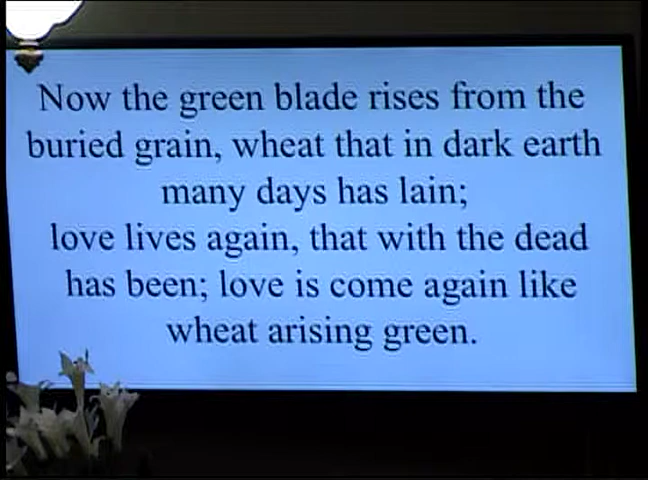 Now the green blade rises from the
buried grain, wheat that in dark earth
many days has lain;
love lives again, that with the dead
has been; love is come again like
wheat arising green.